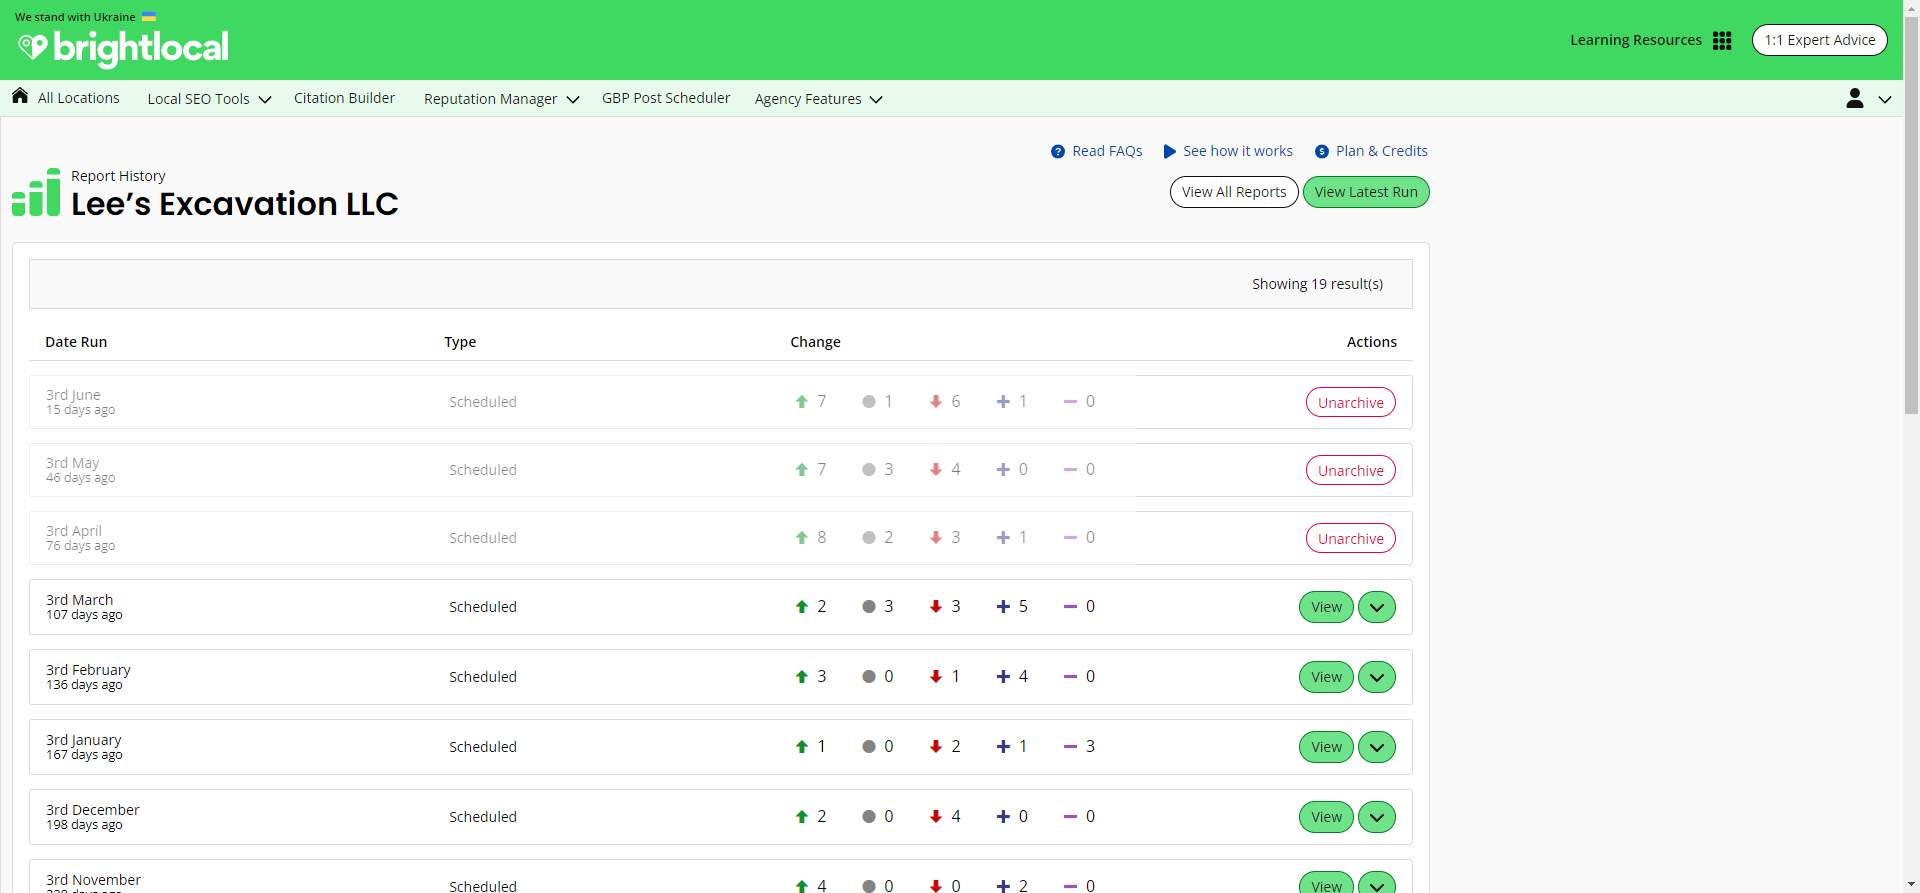 We stand with Ukraine
brightlocal
Learning Resources
1:1 Expert Advice
All Locations Local SEO Tools Citation Builder Reputation Manager GBP Post Scheduler Agency Features
Read FAQs See how it works Plan & Credits
Report History
Lee’s Excavation LLC
View All Reports View Latest Run
Showing 19 result(s)
Date Run Type Change Actions
3rd June
15 days ago
Scheduled 7 1 6 1 0 Unarchive
3rd May
46 days ago
Scheduled 7 3 4 0 0 Unarchive
3rd April
76 days ago
Scheduled 8 2 3 1 0 Unarchive
3rd March
107 days ago
Scheduled 2 3 3 5 0 View
3rd February
136 days ago
Scheduled 3 0 1 4 0 View
3rd January
167 days ago
Scheduled 1 0 2 1 3 View
3rd December
198 days ago
Scheduled 2 0 4 0 0 View
3rd November
Scheduled 4 0 0 2 0 View